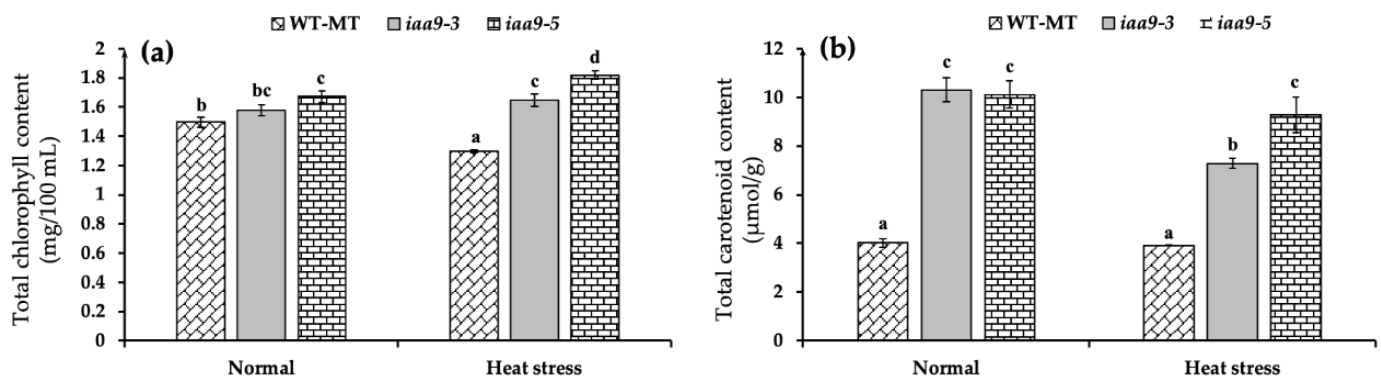 WT-MT iaa9-3 iaa9-5
(a)
Total chlorophyll content
(mg/100 mL)
2
1.8
1.6
1.4
1.2
1
0.8
0.6
0.4
0.2
0
b bc c
a c d
Normal Heat stress
WT-MT iaa9-3 iaa9-5
(b)
Total carotenoid content
(µmol/g)
12
10
8
6
4
2
0
a c c
a b c
Normal Heat stress